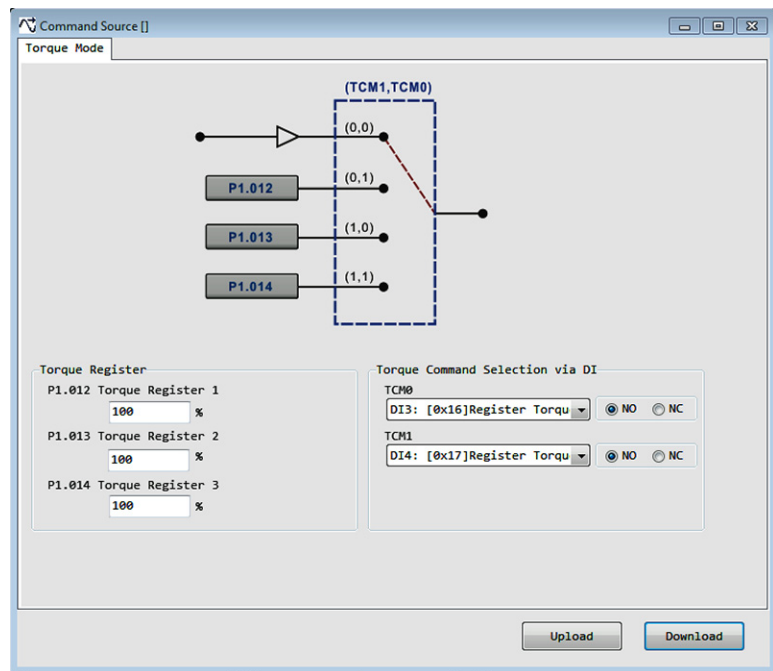 Command Source []
Torque Mode
(TCM1,TCM0)
(0,0)
P1.012 (0,1)
P1.013 (1,0)
P1.014 (1,1)
Torque Register
P1.012 Torque Register 1
100 %
P1.013 Torque Register 2
100 %
P1.014 Torque Register 3
100 %
Torque Command Selection via DI
TCM0
DI3: [0x16]Register Torqu NO NC
TCM1
DI4: [0x17]Register Torqu NO NC
Upload Download